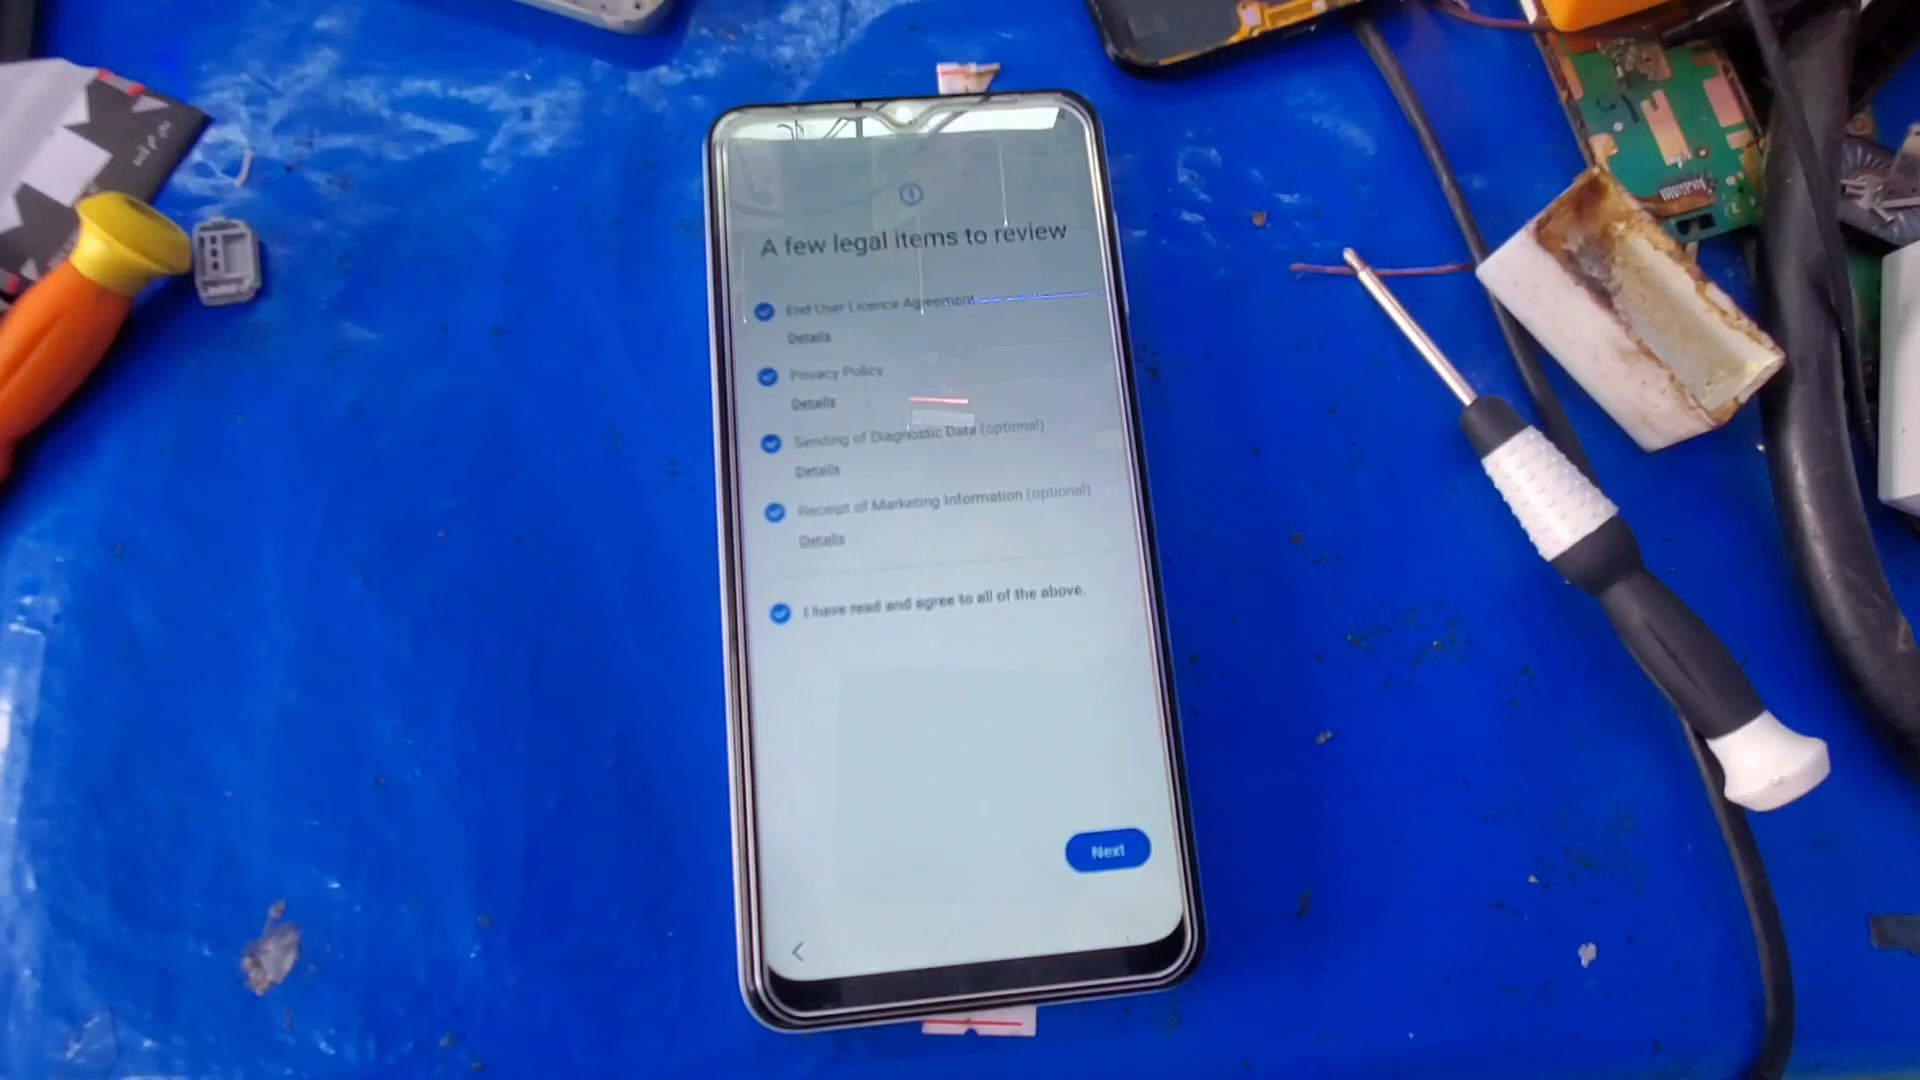 A few legal items to review
End User Licence Agreement
Details
Privacy Policy
Details
Sending of Diagnostic Data (optional)
Details
Receipt of Marketing Information (optional)
Details
I have read and agree to all of the above.
Next